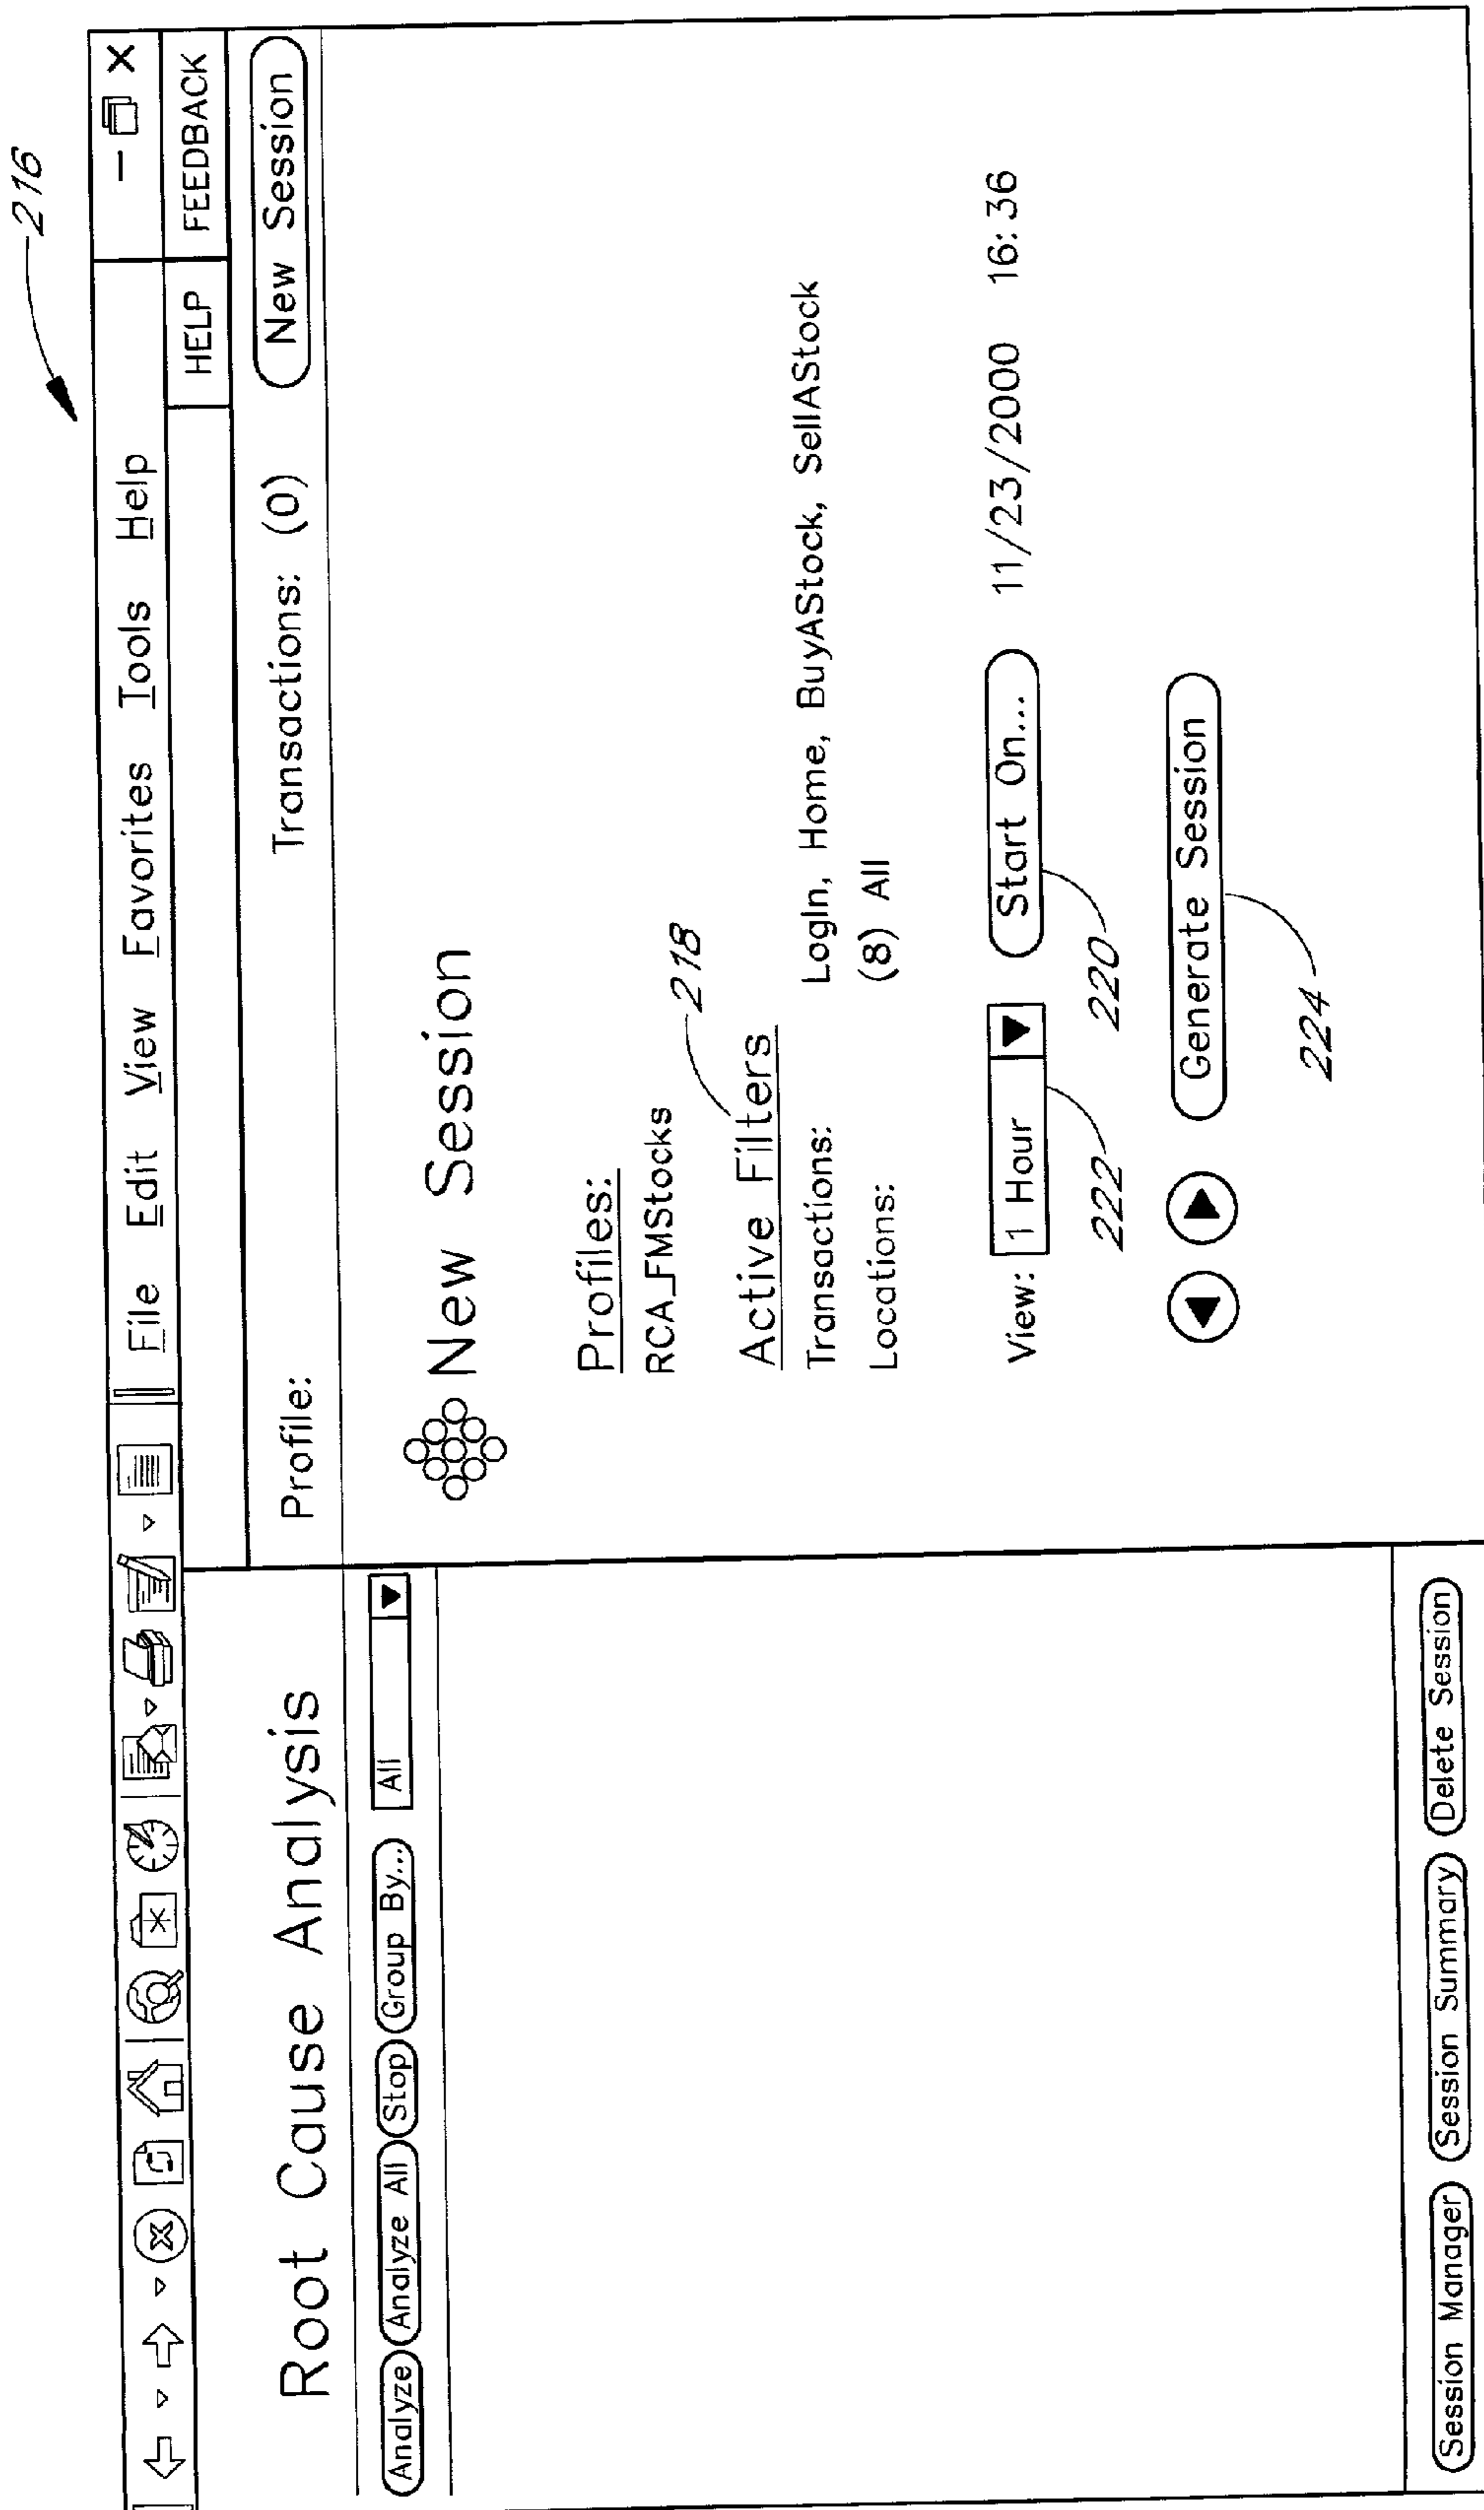 216
File Edit View Favorites Tools Help
HELP FEEDBACK
Root Cause Analysis
Profile: Transactions: (0) New Session
Analyze Analyze All Stop Group By... All
New Session
Profiles:
RCA_FMStocks
218
Active Filters
Transactions: LogIn, Home, BuyAStock, SellAStock
Locations: (8) All
View: 1 Hour Start On... 11/23/2000 16:36
222 220
Generate Session
224
Session Manager Session Summary Delete Session